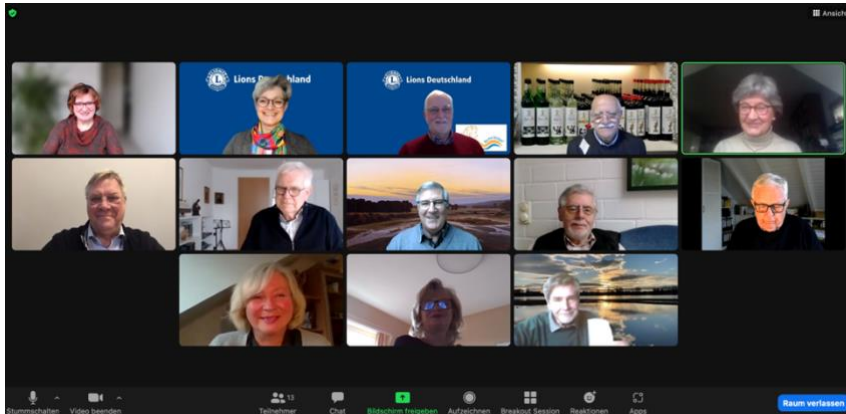 Ansicht
Lions Deutschland
Lions Deutschland
Stummschalten
Video beenden
Teilnehmer
13
Chat
Bildschirm freigeben
Aufzeichnen
Breakout Session
Reaktionen
Apps
Raum verlassen